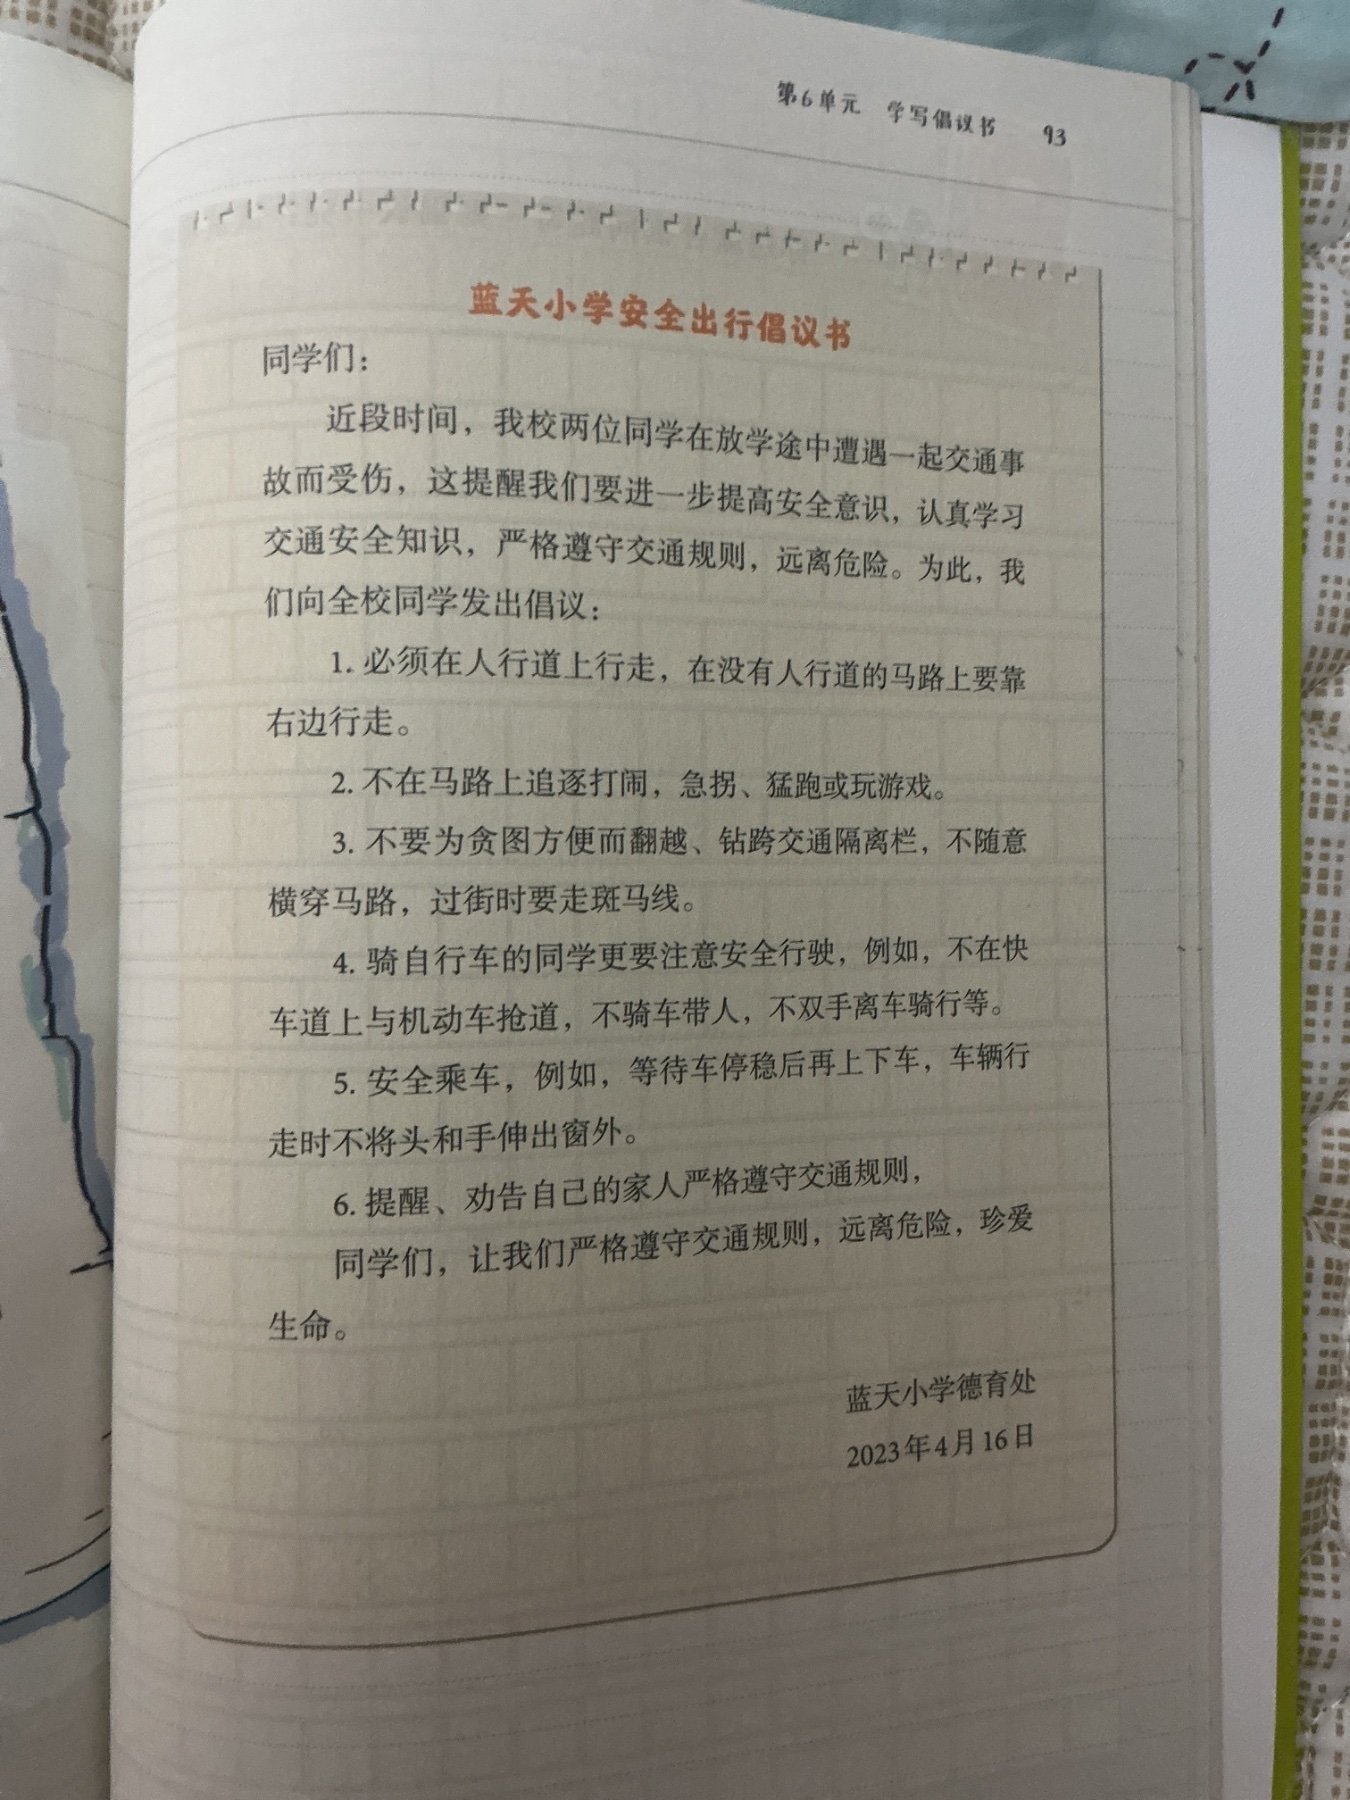 第6单元 学写倡议书 93
蓝天小学安全出行倡议书
同学们：
近段时间，我校两位同学在放学途中遭遇一起交通事
故而受伤，这提醒我们要进一步提高安全意识，认真学习
交通安全知识，严格遵守交通规则，远离危险。为此，我
们向全校同学发出倡议：
1. 必须在人行道上行走，在没有人行道的马路上要靠
右边行走。
2. 不在马路上追逐打闹，急拐、猛跑或玩游戏。
3. 不要为贪图方便而翻越、钻跨交通隔离栏，不随意
横穿马路，过街时要走斑马线。
4. 骑自行车的同学更要注意安全行驶，例如，不在快
车道上与机动车抢道，不骑车带人，不双手离车骑行等。
5. 安全乘车，例如，等待车停稳后再上下车，车辆行
走时不将头和手伸出窗外。
6. 提醒、劝告自己的家人严格遵守交通规则，
同学们，让我们严格遵守交通规则，远离危险，珍爱
生命。
蓝天小学德育处
2023年4月16日